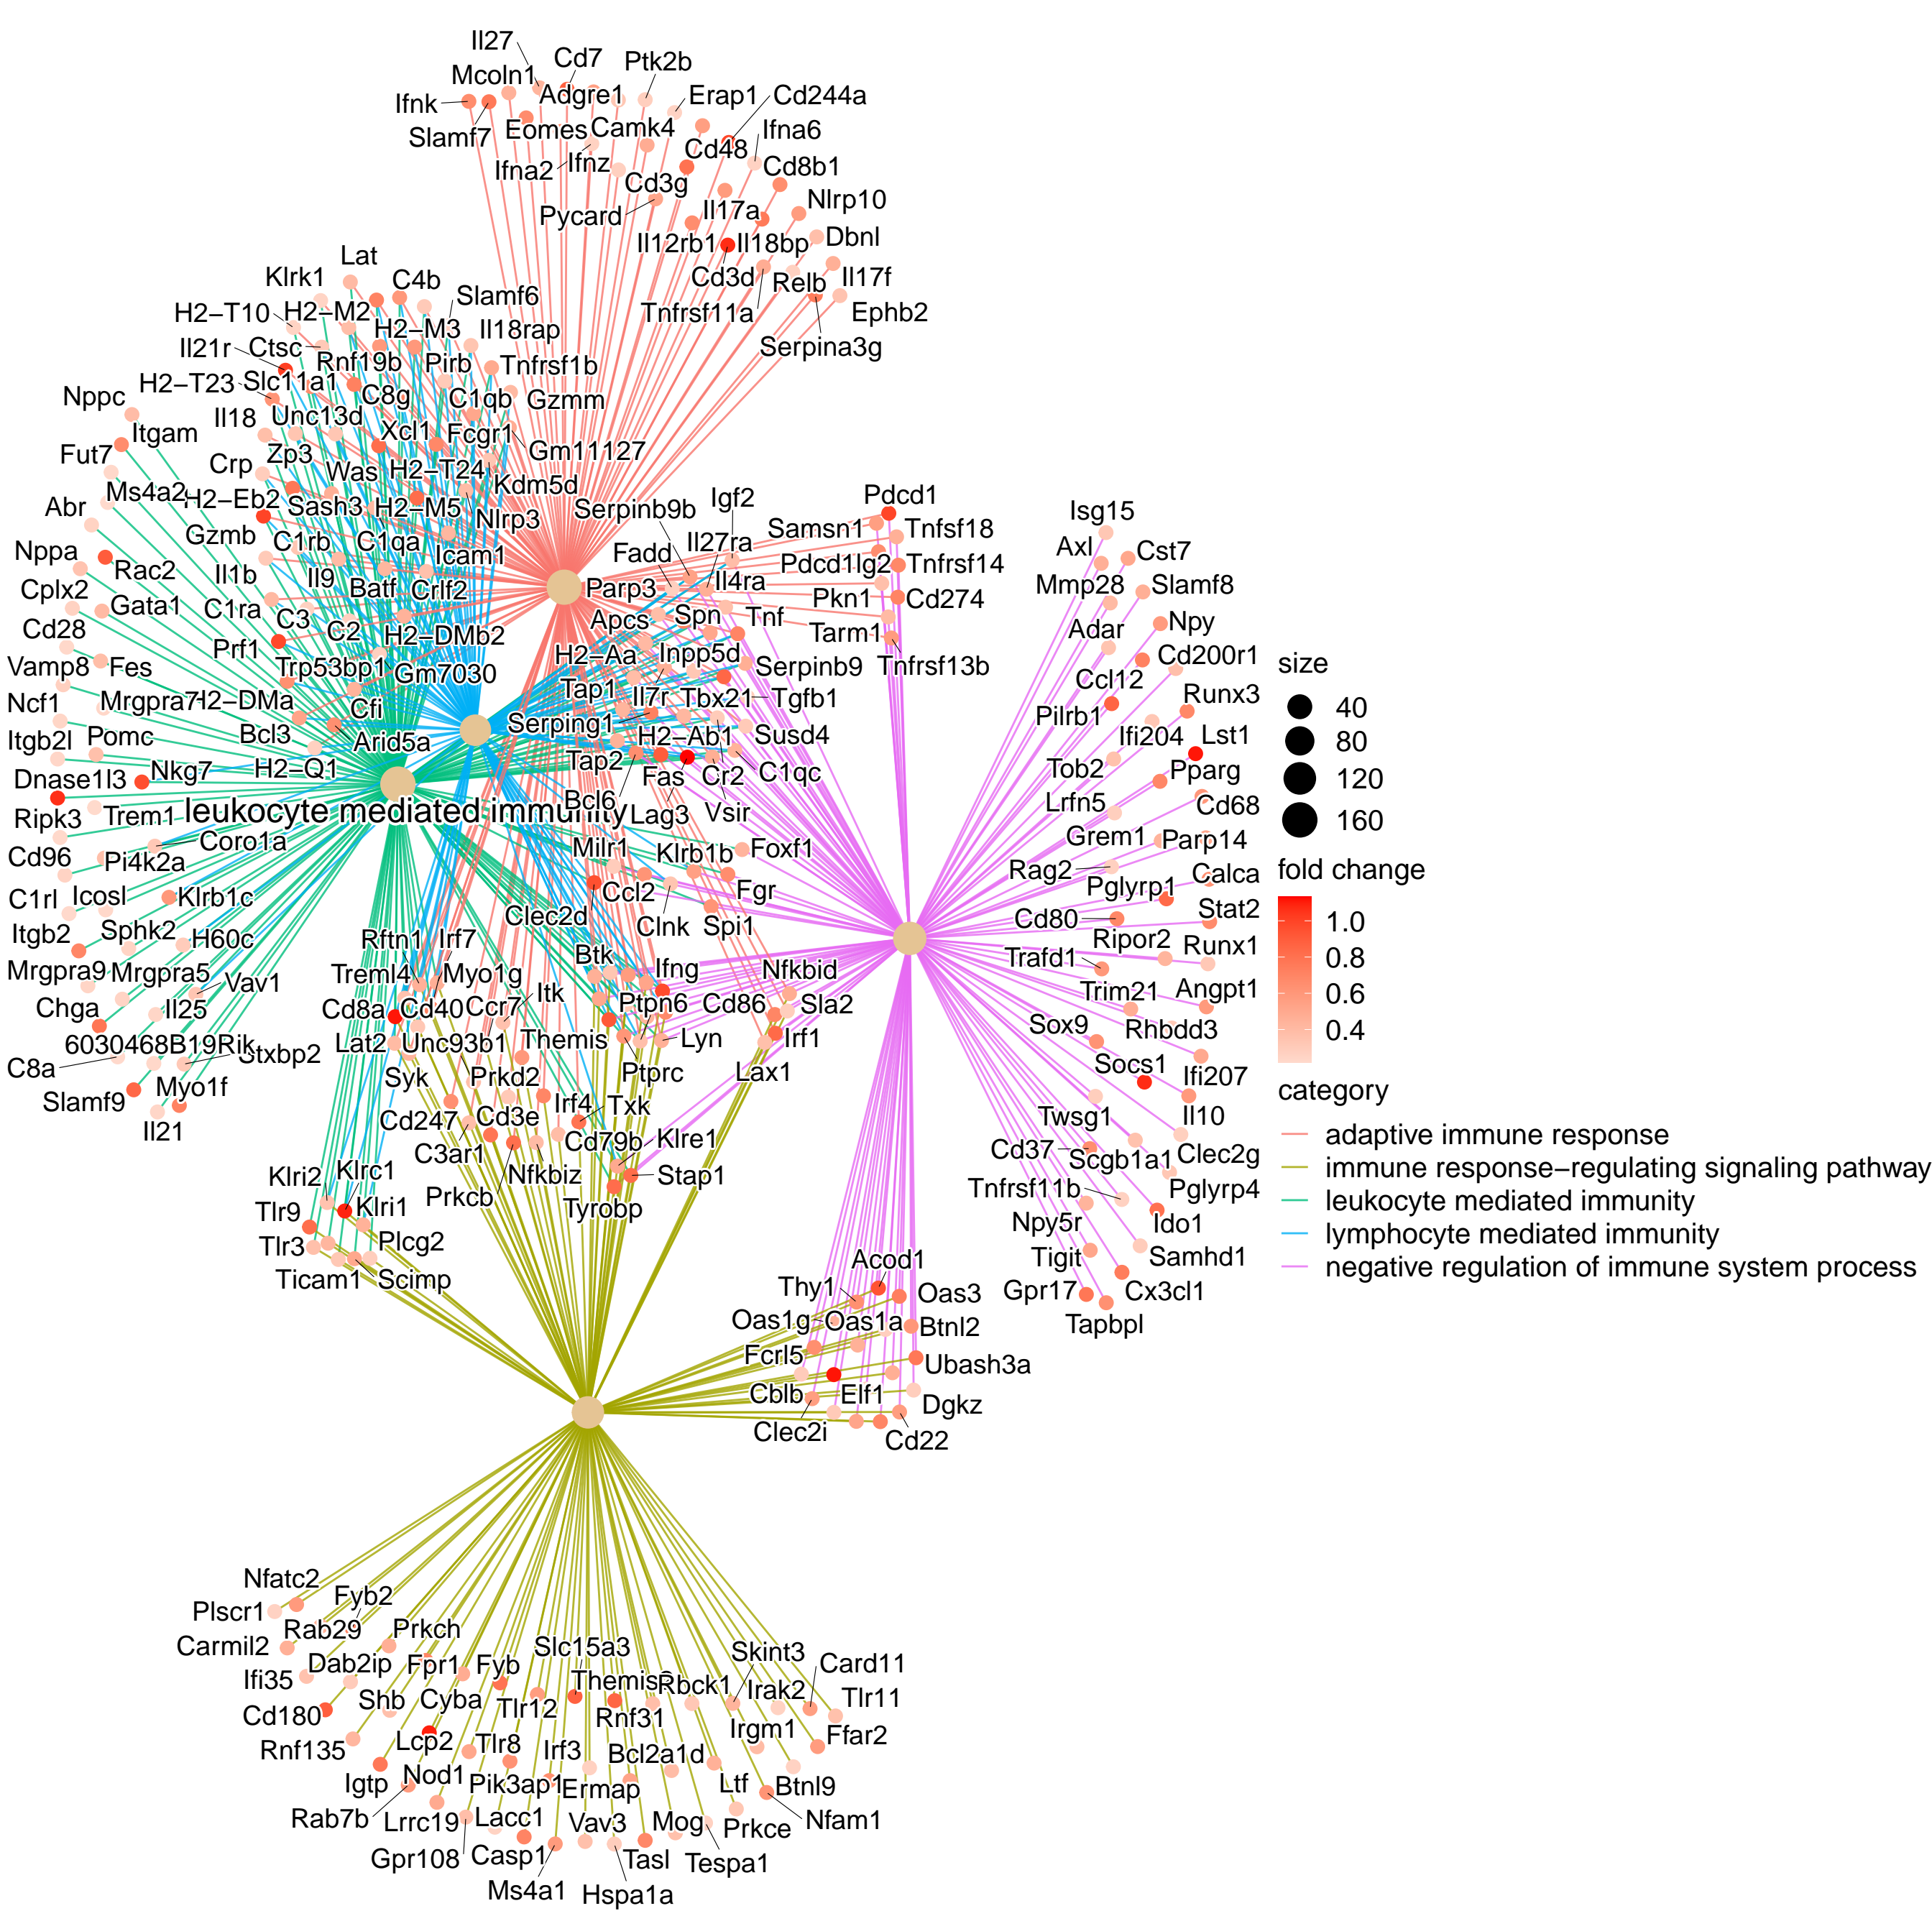 Il27
Cd7
Ptk2b
Mcoln1
Adgre1
Erap1
Cd244a
Ifnk
Slamf7
Eomes
Camk4
Ifna6
Cd48
Ifna2
Ifnz
Cd8b1
Cd3g
Nlrp10
Pycard
Il17a
Dbnl
Il12rb1
Il18bp
Cd3d
Relb
Il17f
Tnfrsf11a
Ephb2
Serpina3g
Lat
Klrk1
C4b
Slamf6
H2−T10
H2−M2
H2−M3
Il18rap
Il21r
Ctsc
Rnf19b
Pirb
Tnfrsf1b
H2−T23
Slc11a1
C8g
C1qb
Gzmm
Nppc
Il18
Unc13d
Xcl1
Fcgr1
Gm11127
Itgam
Fut7
Crp
Zp3
Was
H2−T24
Kdm5d
Ms4a2
H2−Eb2
Sash3
H2−M5
Nlrp3
Abr
Gzmb
C1rb
C1qa
Icam1
Nppa
Rac2
Il1b
Il9
Batf
Crlf2
Cplx2
Gata1
C1ra
C3
C2
H2−DMb2
Cd28
Prf1
Trp53bp1
Gm7030
Vamp8
Fes
Ncf1
Mrgpra7
H2−DMa
Cfi
Itgb2l
Pomc
Bcl3
Arid5a
Dnase1l3
Nkg7
H2−Q1
Ripk3
Trem1
leukocyte mediated immunity
Cd96
Pi4k2a
Coro1a
C1rl
Icosl
Klrb1c
Itgb2
Sphk2
H60c
Mrgpra9
Mrgpra5
Vav1
Chga
Il25
6030468B19Rik
Stxbp2
C8a
Slamf9
Myo1f
Il21
Serpinb9b
Igf2
Pdcd1
Samsn1
Tnfsf18
Fadd
Il27ra
Pdcd1lg2
Tnfrsf14
Parp3
Il4ra
Pkn1
Cd274
Apcs
Spn
Tnf
Tarm1
Tnfrsf13b
H2−Aa
Inpp5d
Serpinb9
Tap1
Il7r
Tbx21
Tgfb1
Serping1
H2−Ab1
Susd4
Tap2
Fas
Cr2
C1qc
Bcl6
Lag3
Vsir
Milr1
Klrb1b
Foxf1
Ccl2
Fgr
Clec2d
Clnk
Spi1
Rftn1
Irf7
Btk
Ifng
Nfkbid
Treml4
Myo1g
Itk
Cd8a
Cd40
Ccr7
Ptpn6
Cd86
Sla2
Lat2
Unc93b1
Themis
Lyn
Irf1
Syk
Prkd2
Ptprc
Lax1
Cd247
Cd3e
Irf4
Txk
C3ar1
Cd79b
Klre1
Nfkbiz
Stap1
Prkcb
Tyrobp
Klri2
Klrc1
Tlr9
Klri1
Tlr3
Plcg2
Ticam1
Scimp
Isg15
Axl
Cst7
Mmp28
Slamf8
Adar
Npy
Cd200r1
Ccl12
Runx3
Pilrb1
Ifi204
Lst1
Tob2
Pparg
Lrfn5
Cd68
Grem1
Parp14
Rag2
Pglyrp1
Calca
Cd80
Stat2
Ripor2
Runx1
Trafd1
Trim21
Angpt1
Sox9
Rhbdd3
Socs1
Ifi207
Twsg1
Il10
Cd37
Scgb1a1
Clec2g
Tnfrsf11b
Pglyrp4
Npy5r
Ido1
Tigit
Samhd1
Gpr17
Cx3cl1
Tapbpl
Acod1
Thy1
Oas3
Oas1g
Oas1a
Btnl2
Fcrl5
Ubash3a
Cblb
Elf1
Dgkz
Clec2i
Cd22
Nfatc2
Fyb2
Plscr1
Rab29
Prkch
Carmil2
Slc15a3
Skint3
Dab2ip
Fpr1
Fyb
Card11
Ifi35
Themis2
Rbck1
Irak2
Tlr11
Shb
Cyba
Tlr12
Cd180
Rnf31
Irgm1
Ffar2
Rnf135
Lcp2
Tlr8
Irf3
Bcl2a1d
Igtp
Nod1
Pik3ap1
Ermap
Ltf
Btnl9
Rab7b
Lrrc19
Lacc1
Vav3
Mog
Prkce
Nfam1
Gpr108
Casp1
Tasl
Tespa1
Ms4a1
Hspa1a
size
40
80
120
160
fold change
1.0
0.8
0.6
0.4
category
adaptive immune response
immune response−regulating signaling pathway
leukocyte mediated immunity
lymphocyte mediated immunity
negative regulation of immune system process